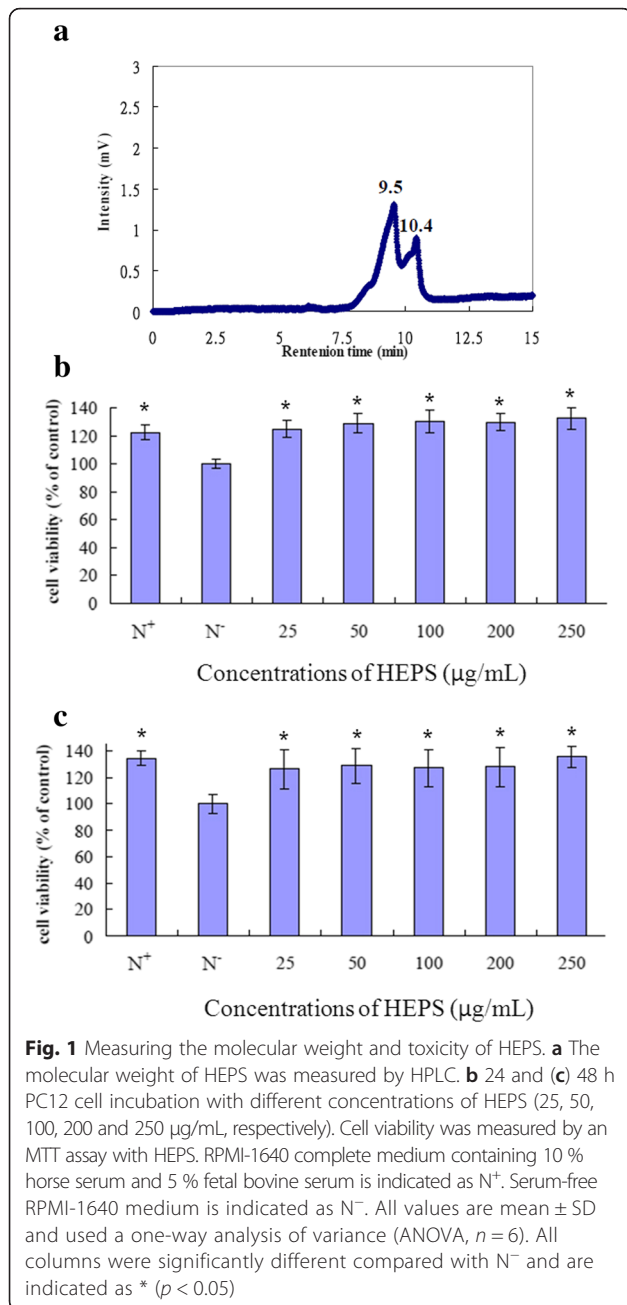 a
3
2.5
2
1.5
1
0.5
0
Intensity (mV)
9.5
10.4
0 2.5 5 7.5 10 12.5 15
Rentenion time (min)
b
cell viability (% of control)
140
120
100
80
60
40
20
0
* * * * * *
N+ N- 25 50 100 200 250
Concentrations of HEPS (μg/mL)
c
cell viability (% of control)
140
120
100
80
60
40
20
0
* * * * * *
N+ N- 25 50 100 200 250
Concentrations of HEPS (μg/mL)
Fig. 1 Measuring the molecular weight and toxicity of HEPS. a The
molecular weight of HEPS was measured by HPLC. b 24 and (c) 48 h
PC12 cell incubation with different concentrations of HEPS (25, 50,
100, 200 and 250 μg/mL, respectively). Cell viability was measured by an
MTT assay with HEPS. RPMI-1640 complete medium containing 10 %
horse serum and 5 % fetal bovine serum is indicated as N+. Serum-free
RPMI-1640 medium is indicated as N−. All values are mean ± SD
and used a one-way analysis of variance (ANOVA, n = 6). All
columns were significantly different compared with N− and are
indicated as * (p < 0.05)